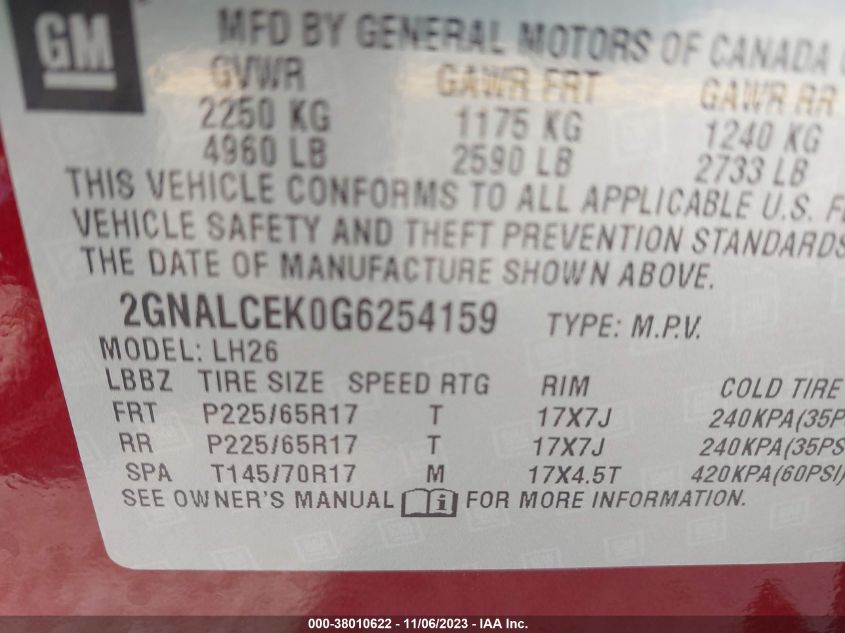 GM
MFD BY GENERAL MOTORS OF CANADA
GVWR GAWR FRT GAWR RR
2250 KG 1175 KG 1240 KG
4960 LB 2590 LB 2733 LB
THIS VEHICLE CONFORMS TO ALL APPLICABLE U.S.
VEHICLE SAFETY AND THEFT PREVENTION STANDARDS
THE DATE OF MANUFACTURE SHOWN ABOVE.
2GNALCEK0G6254159 TYPE: M.P.V.
MODEL: LH26
LBBZ TIRE SIZE SPEED RTG RIM COLD TIRE
FRT P225/65R17 T 17X7J 240KPA(35P
RR P225/65R17 T 17X7J 240KPA(35PS
SPA T145/70R17 M 17X4.5T 420KPA(60PSI)
SEE OWNER'S MANUAL i FOR MORE INFORMATION.
000-38010622 - 11/06/2023 - IAA Inc.